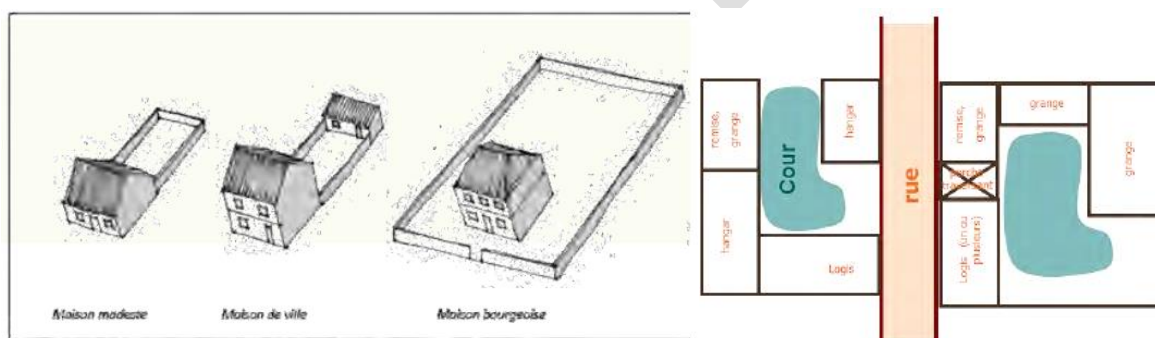 Maison modeste
Maison de ville
Maison bourgeoise
remise,
grange
hangar
Cour
hangar
Logis
rue
remise,
grange
grange
grange
porche
Logis (un ou
plusieurs)